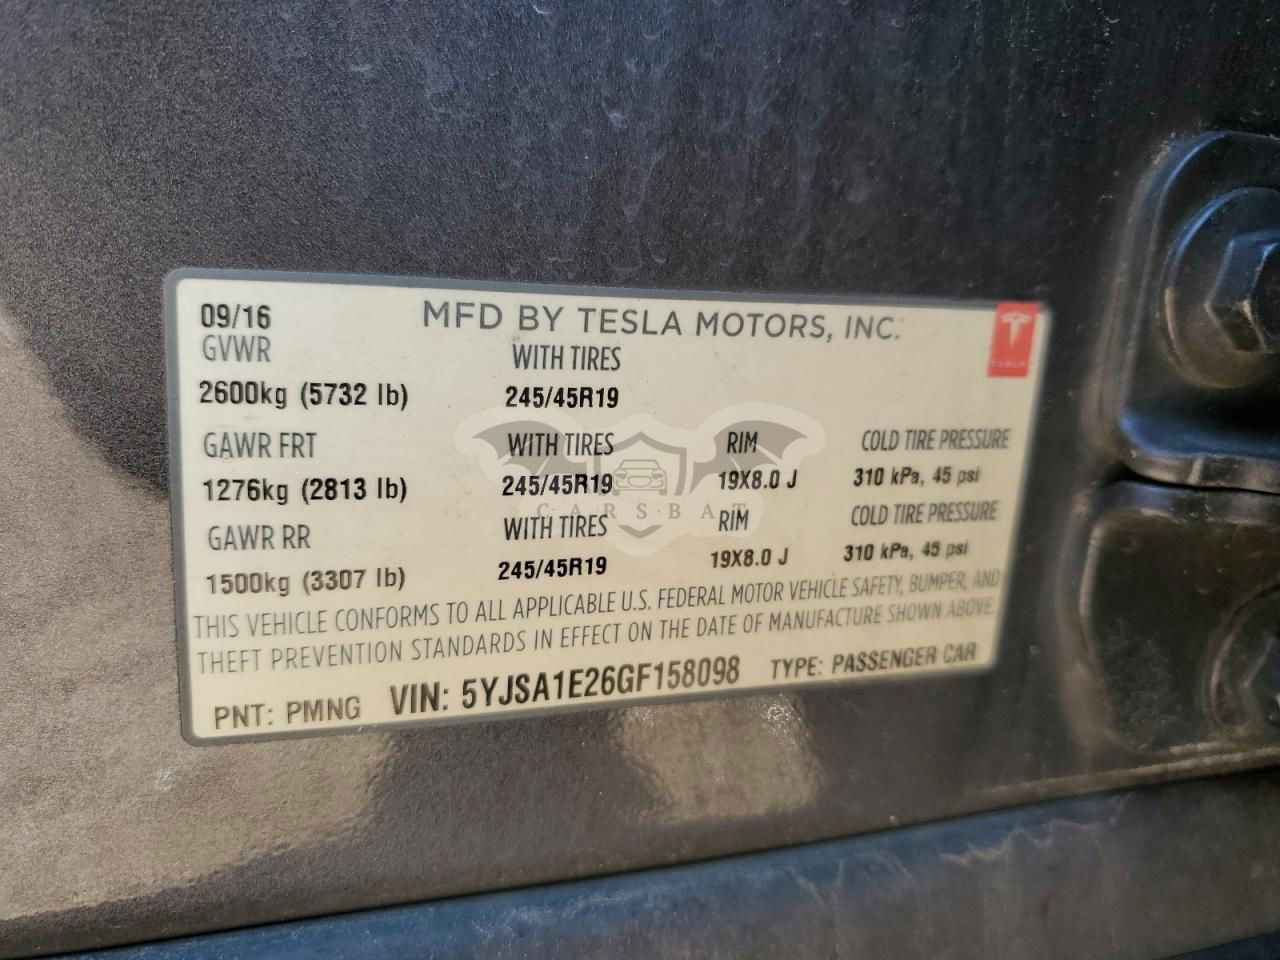 09/16 MFD BY TESLA MOTORS, INC. TESLA
GVWR WITH TIRES
2600kg (5732 lb) 245/45R19
GAWR FRT WITH TIRES RIM COLD TIRE PRESSURE
1276kg (2813 lb) 245/45R19 19X8.0 J 310 kPa, 45 psi
CARSBAT
GAWR RR WITH TIRES RIM COLD TIRE PRESSURE
1500kg (3307 lb) 245/45R19 19X8.0 J 310 kPa, 45 psi
THIS VEHICLE CONFORMS TO ALL APPLICABLE U.S. FEDERAL MOTOR VEHICLE SAFETY, BUMPER, AND
THEFT PREVENTION STANDARDS IN EFFECT ON THE DATE OF MANUFACTURE SHOWN ABOVE.
PNT: PMNG VIN: 5YJSA1E26GF158098 TYPE: PASSENGER CAR